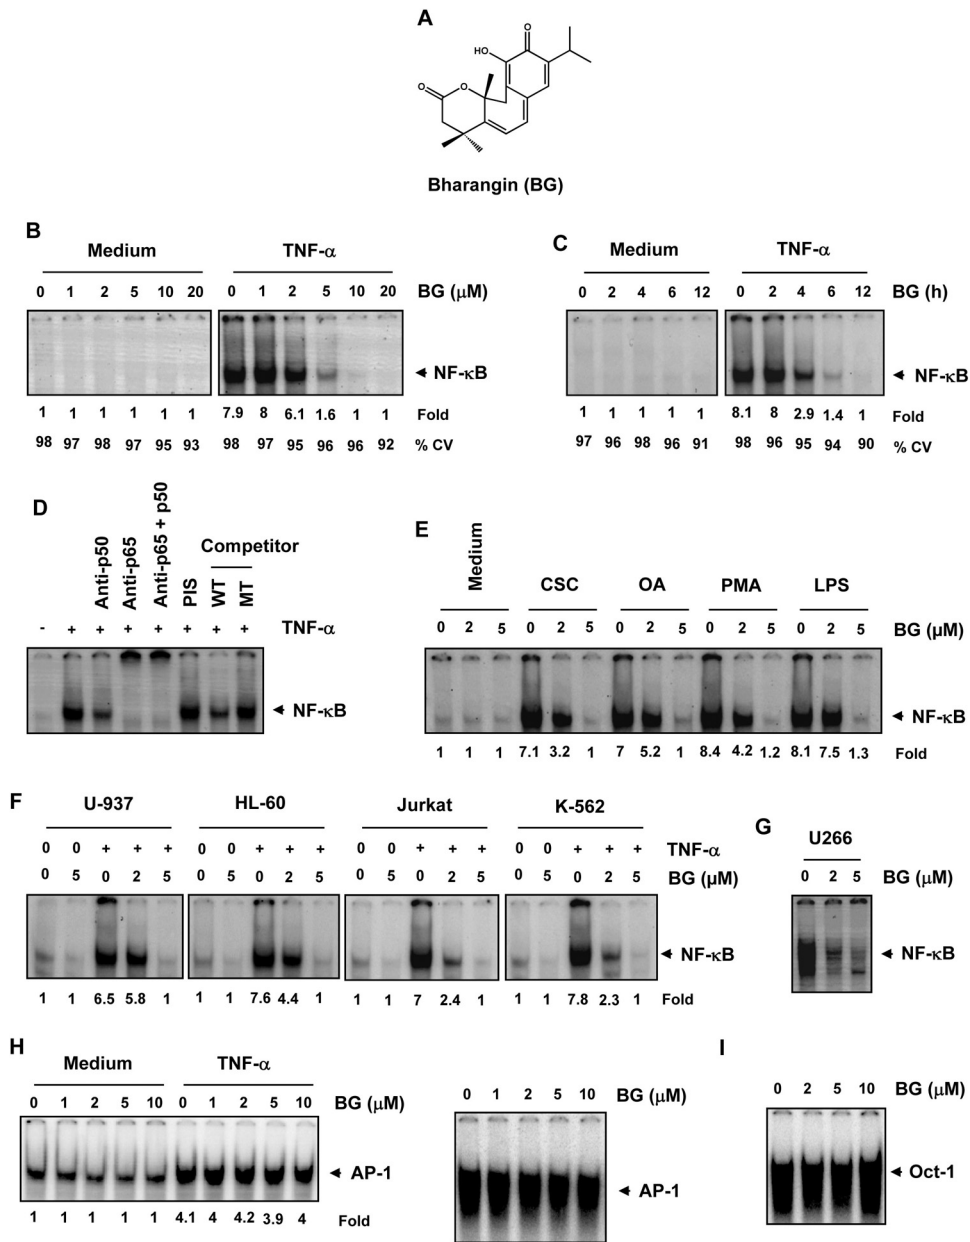 A
O
HO
O
O
Bharangin (BG)
B
Medium TNF-α
0 1 2 5 10 20 0 1 2 5 10 20 BG (μM)
NF-κB
1 1 1 1 1 1 7.9 8 6.1 1.6 1 1 Fold
98 97 98 97 95 93 98 97 95 96 96 92 % CV
C
Medium TNF-α
0 2 4 6 12 0 2 4 6 12 BG (h)
NF-κB
1 1 1 1 1 8.1 8 2.9 1.4 1 Fold
97 96 98 96 91 98 96 95 94 90 % CV
D
Anti-p50
Anti-p65
Anti-p65 + p50
PIS
Competitor
WT
MT
- + + + + + + + TNF-α
NF-κB
E
Medium CSC OA PMA LPS
0 2 5 0 2 5 0 2 5 0 2 5 0 2 5 BG (μM)
NF-κB
1 1 1 7.1 3.2 1 7 5.2 1 8.4 4.2 1.2 8.1 7.5 1.3 Fold
F
U-937 HL-60 Jurkat K-562
0 0 + + + 0 0 + + + 0 0 + + + 0 0 + + + TNF-α
0 5 0 2 5 0 5 0 2 5 0 5 0 2 5 0 5 0 2 5 BG (μM)
NF-κB
1 1 6.5 5.8 1 1 1 7.6 4.4 1 1 1 7 2.4 1 1 1 7.8 2.3 1 Fold
G
U266
0 2 5 BG (μM)
NF-κB
H
Medium TNF-α
0 1 2 5 10 0 1 2 5 10 BG (μM)
AP-1
1 1 1 1 1 4.1 4 4.2 3.9 4 Fold
0 1 2 5 10 BG (μM)
AP-1
I
0 2 5 10 BG (μM)
Oct-1